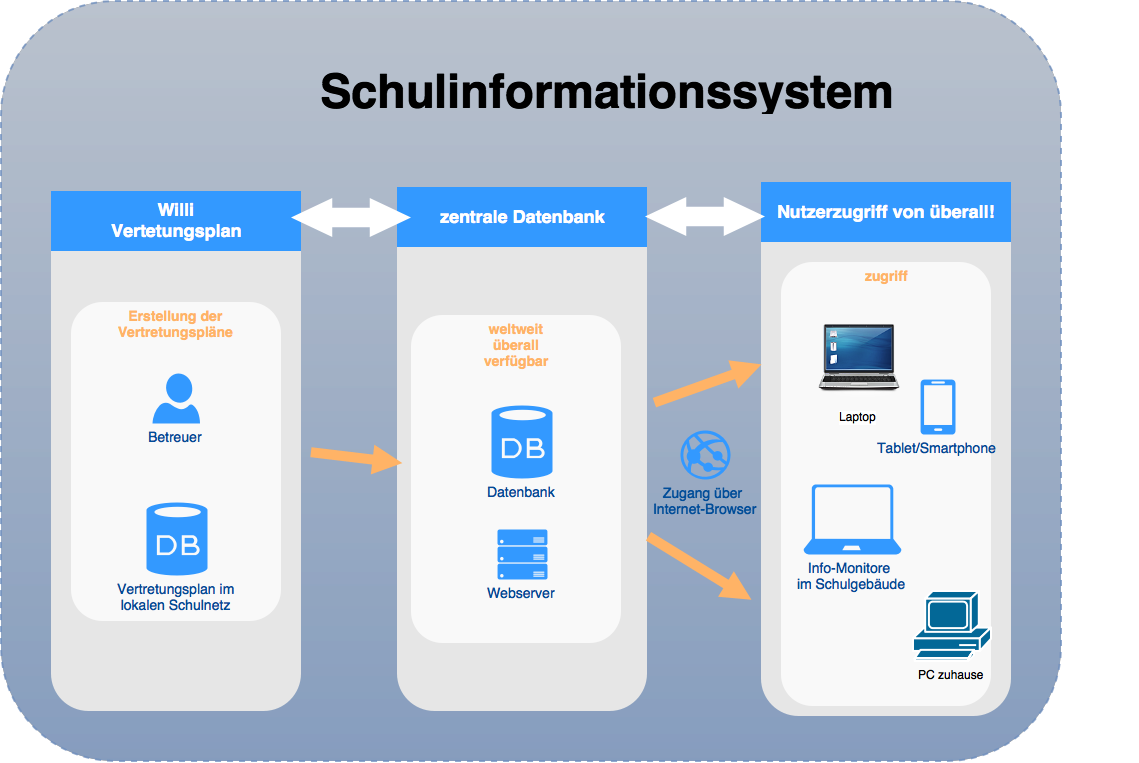 Schulinformationssystem
Willi
Vertetungsplan
zentrale Datenbank
Nutzerzugriff von überall!
Erstellung der
Vertretungspläne
Betreuer
DB
Vertretungsplan im
lokalen Schulnetz
weltweit
überall
verfügbar
DB
Datenbank
Webserver
Zugang über
Internet-Browser
zugriff
Laptop
Tablet/Smartphone
Info-Monitore
im Schulgebäude
PC zuhause